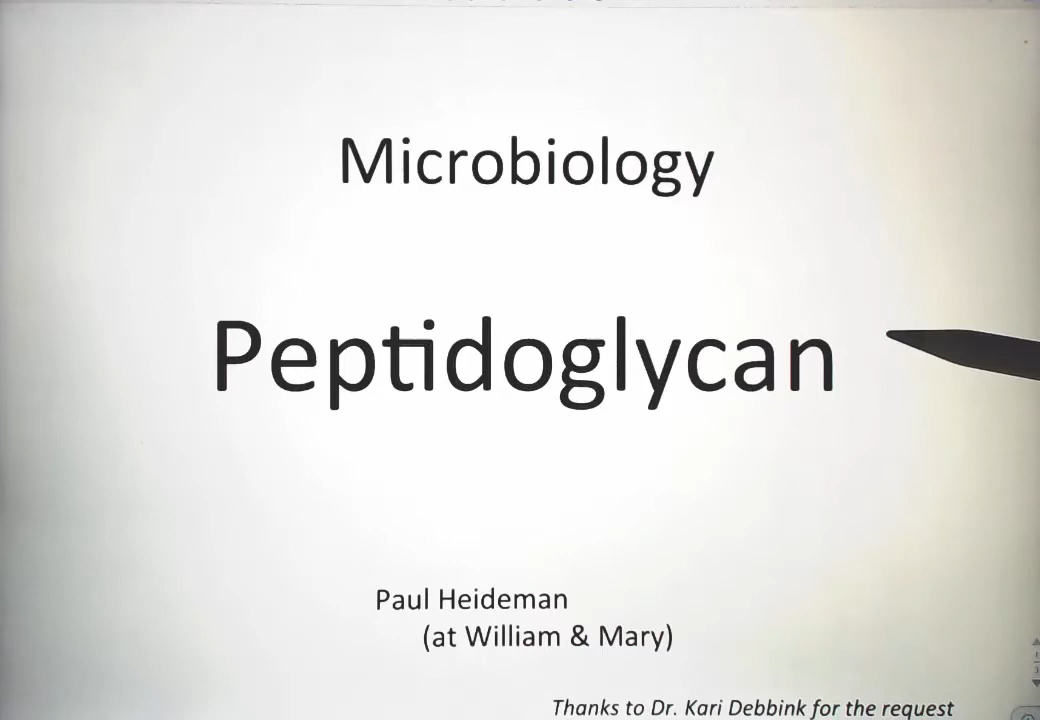 Microbiology
Peptidoglycan
Paul Heideman
(at William & Mary)
Thanks to Dr. Kari Debbink for the request